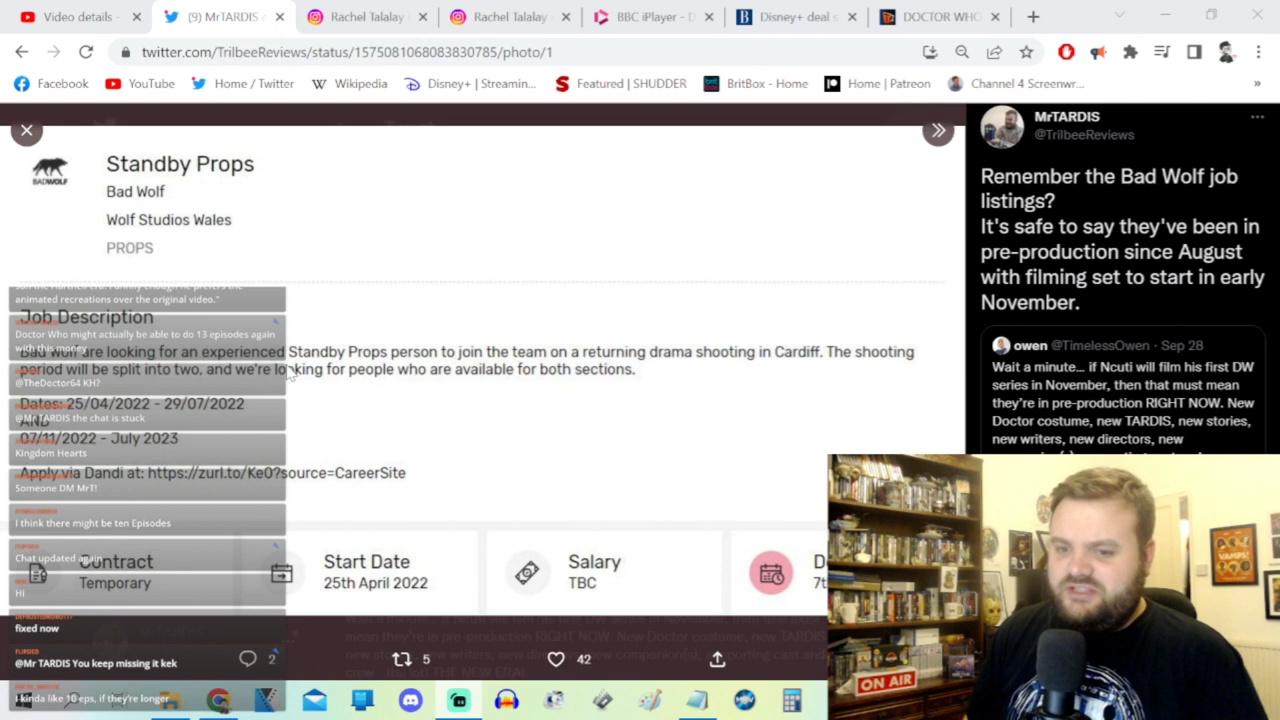 Video details -
(9) MrTARDIS
Rachel Talalay
Rachel Talalay
BBC iPlayer - D
Disney+ deal s
DOCTOR WHO
twitter.com/TrilbeeReviews/status/1575081068083830785/photo/1
Facebook
YouTube
Home / Twitter
Wikipedia
Disney+ | Streamin...
Featured | SHUDDER
BritBox - Home
Home | Patreon
Channel 4 Screenwr...
BADWOLF
Standby Props
Bad Wolf
Wolf Studios Wales
PROPS
Job Description
Bad Wolf are looking for an experienced Standby Props person to join the team on a returning drama shooting in Cardiff. The shooting
period will be split into two, and we're looking for people who are available for both sections.
Dates: 25/04/2022 - 29/07/2022
AND
07/11/2022 - July 2023
Apply via Dandi at: https://zurl.to/Ke0?source=CareerSite
Contract
Temporary
Start Date
25th April 2022
Salary
TBC
D
7t
animated recreations over the original video."
Doctor Who might actually be able to do 13 episodes again
with this money
@TheDoctor64 KH?
@Mr TARDIS the chat is stuck
Kingdom Hearts
Someone DM MrT!
I think there might be ten Episodes
Chat updated again
Hi
fixed now
@Mr TARDIS You keep missing it kek
I kinda like 10 eps, if they're longer
2
5
42
MrTARDIS
@TrilbeeReviews
Remember the Bad Wolf job
listings?
It's safe to say they've been in
pre-production since August
with filming set to start in early
November.
owen @TimelessOwen · Sep 28
Wait a minute... if Ncuti will film his first DW
series in November, then that must mean
they're in pre-production RIGHT NOW. New
Doctor costume, new TARDIS, new stories,
new writers, new directors, new
VAMPS!
ON AIR